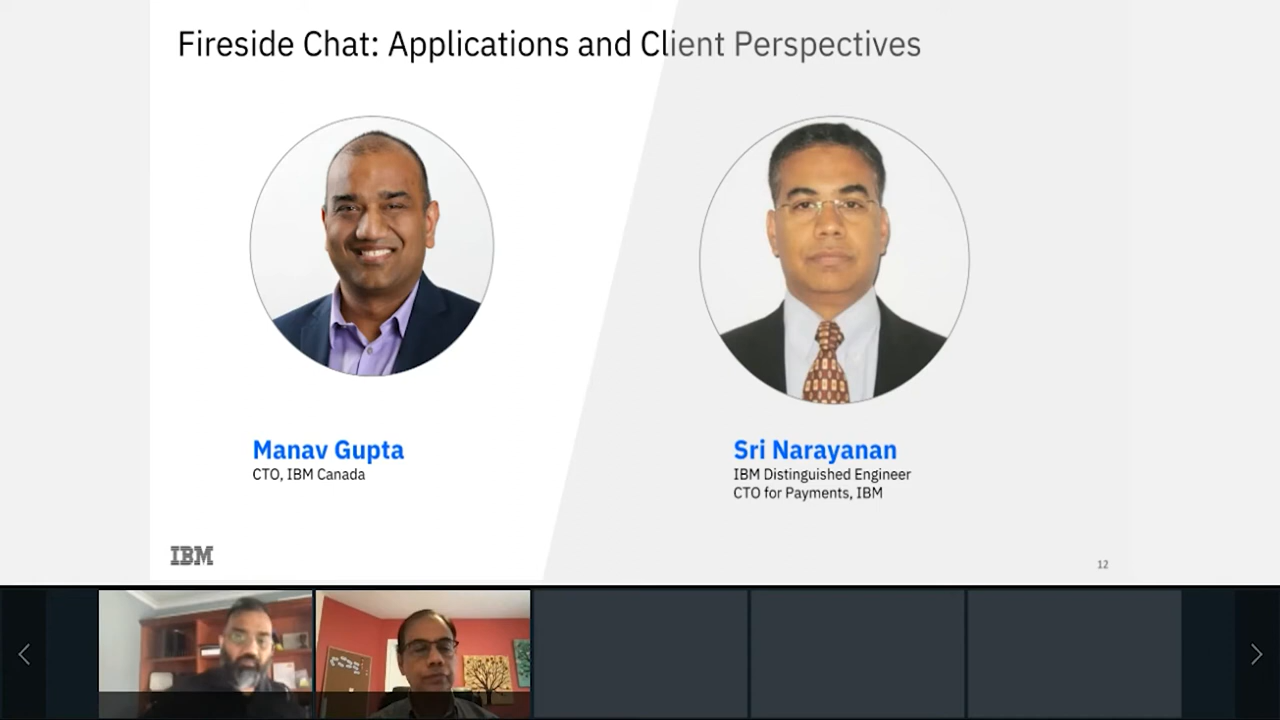 Fireside Chat: Applications and Client Perspectives
Manav Gupta
CTO, IBM Canada
Sri Narayanan
IBM Distinguished Engineer
CTO for Payments, IBM
IBM
12